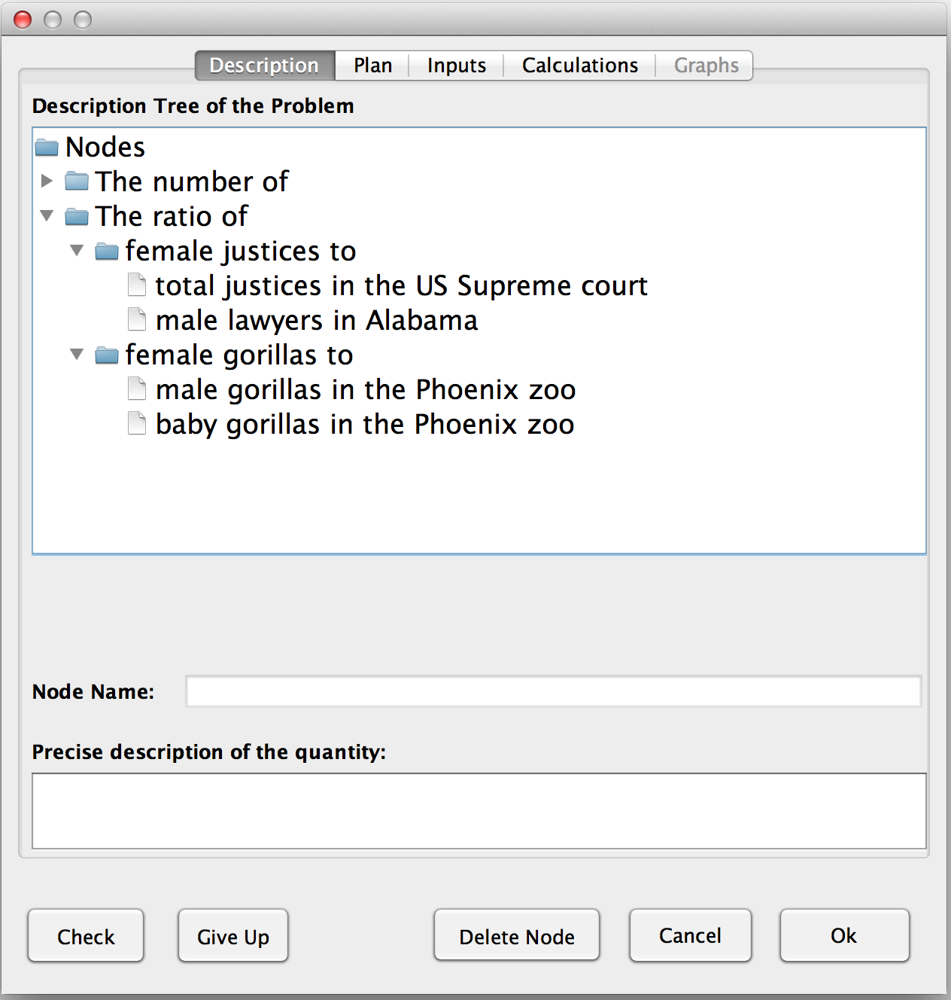 Description Plan Inputs Calculations Graphs
Description Tree of the Problem
Nodes
The number of
The ratio of
female justices to
total justices in the US Supreme court
male lawyers in Alabama
female gorillas to
male gorillas in the Phoenix zoo
baby gorillas in the Phoenix zoo
Node Name:
Precise description of the quantity:
Check Give Up Delete Node Cancel Ok